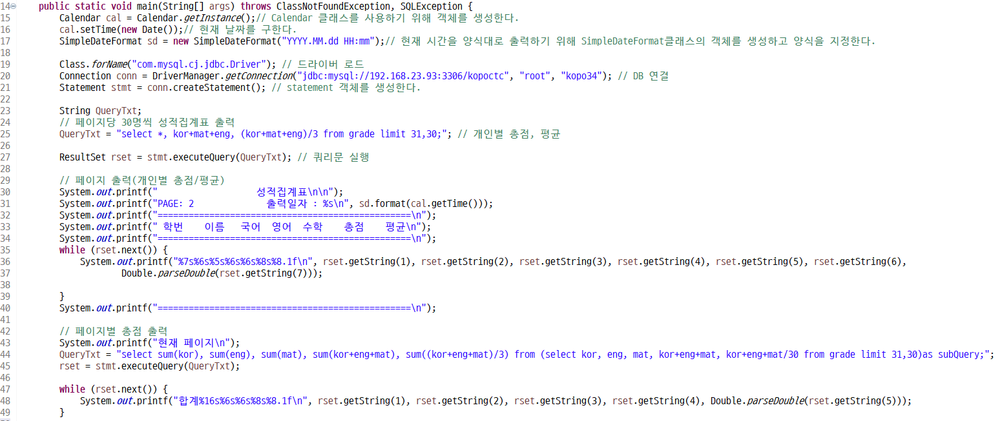 14 public static void main(String[] args) throws ClassNotFoundException, SQLException {
15 Calendar cal = Calendar.getInstance();// Calendar 클래스를 사용하기 위해 객체를 생성한다.
16 cal.setTime(new Date());// 현재 날짜를 구한다.
17 SimpleDateFormat sd = new SimpleDateFormat("YYYY.MM.dd HH:mm");// 현재 시간을 양식대로 출력하기 위해 SimpleDateFormat클래스의 객체를 생성하고 양식을 지정한다.
18
19 Class.forName("com.mysql.cj.jdbc.Driver"); // 드라이버 로드
20 Connection conn = DriverManager.getConnection("jdbc:mysql://192.168.23.93:3306/kopoctc", "root", "kopo34"); // DB 연결
21 Statement stmt = conn.createStatement(); // statement 객체를 생성한다.
22
23 String QueryTxt;
24 // 페이지당 30명씩 성적집계표 출력
25 QueryTxt = "select *, kor+mat+eng, (kor+mat+eng)/3 from grade limit 31,30;"; // 개인별 총점, 평균
26
27 ResultSet rset = stmt.executeQuery(QueryTxt); // 쿼리문 실행
28
29 // 페이지 출력(개인별 총점/평균)
30 System.out.printf("                   성적집계표\n\n");
31 System.out.printf("PAGE: 2              출력일자 : %s\n", sd.format(cal.getTime()));
32 System.out.printf("=================================================\n");
33 System.out.printf(" 학번    이름   국어  영어  수학    총점    평균\n");
34 System.out.printf("=================================================\n");
35 while (rset.next()) {
36 System.out.printf("%7s%6s%5s%6s%6s%8s%8.1f\n", rset.getString(1), rset.getString(2), rset.getString(3), rset.getString(4), rset.getString(5), rset.getString(6),
37 Double.parseDouble(rset.getString(7)));
38
39 }
40 System.out.printf("=================================================\n");
41
42 // 페이지별 총점 출력
43 System.out.printf("현재 페이지\n");
44 QueryTxt = "select sum(kor), sum(eng), sum(mat), sum(kor+eng+mat), sum((kor+eng+mat)/3) from (select kor, eng, mat, kor+eng+mat, kor+eng+mat/30 from grade limit 31,30)as subQuery;";
45 rset = stmt.executeQuery(QueryTxt);
46
47 while (rset.next()) {
48 System.out.printf("합계%16s%6s%6s%8s%8.1f\n", rset.getString(1), rset.getString(2), rset.getString(3), rset.getString(4), Double.parseDouble(rset.getString(5)));
49 }